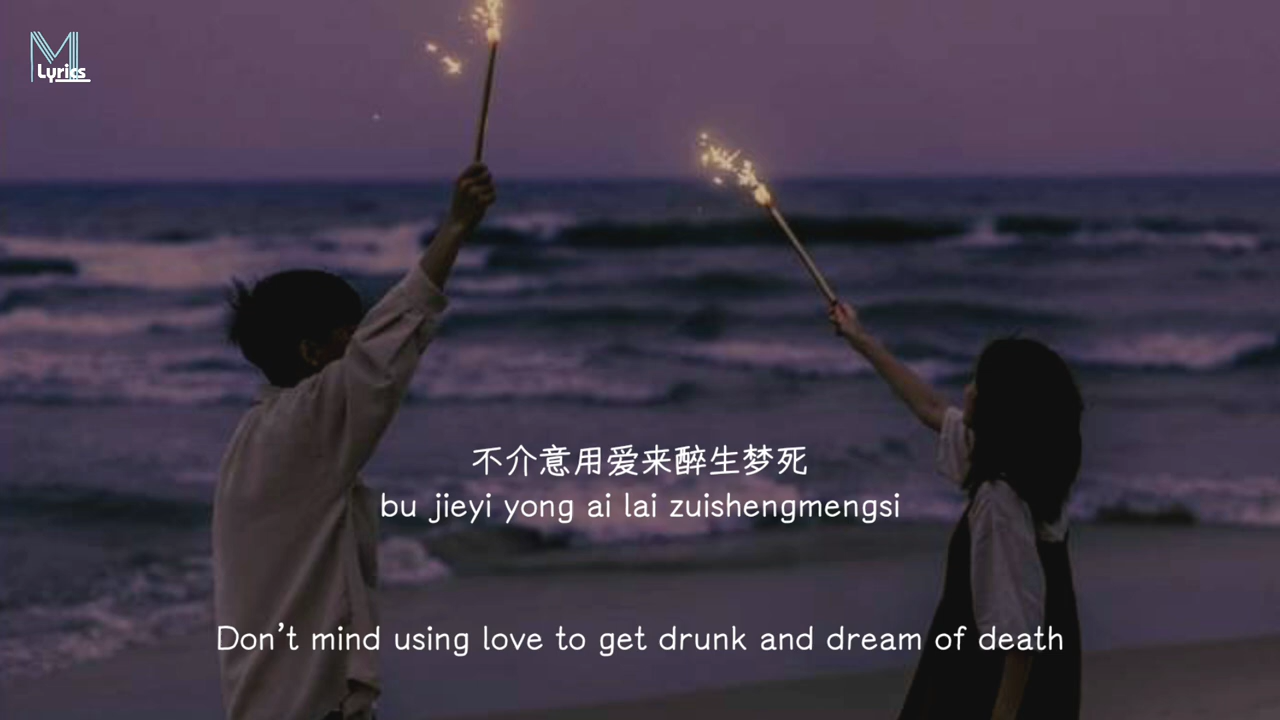 M
Lyrics
不介意用爱来醉生梦死
bu jieyi yong ai lai zuishengmengsi
Don't mind using love to get drunk and dream of death